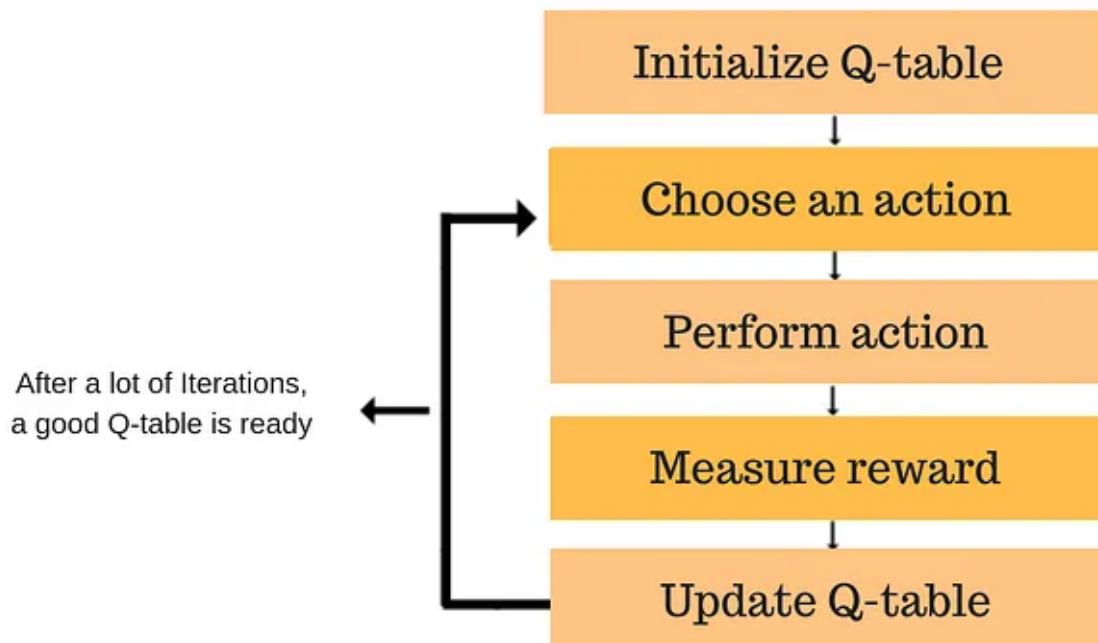 Initialize Q-table
Choose an action
Perform action
After a lot of Iterations,
a good Q-table is ready
Measure reward
Update Q-table